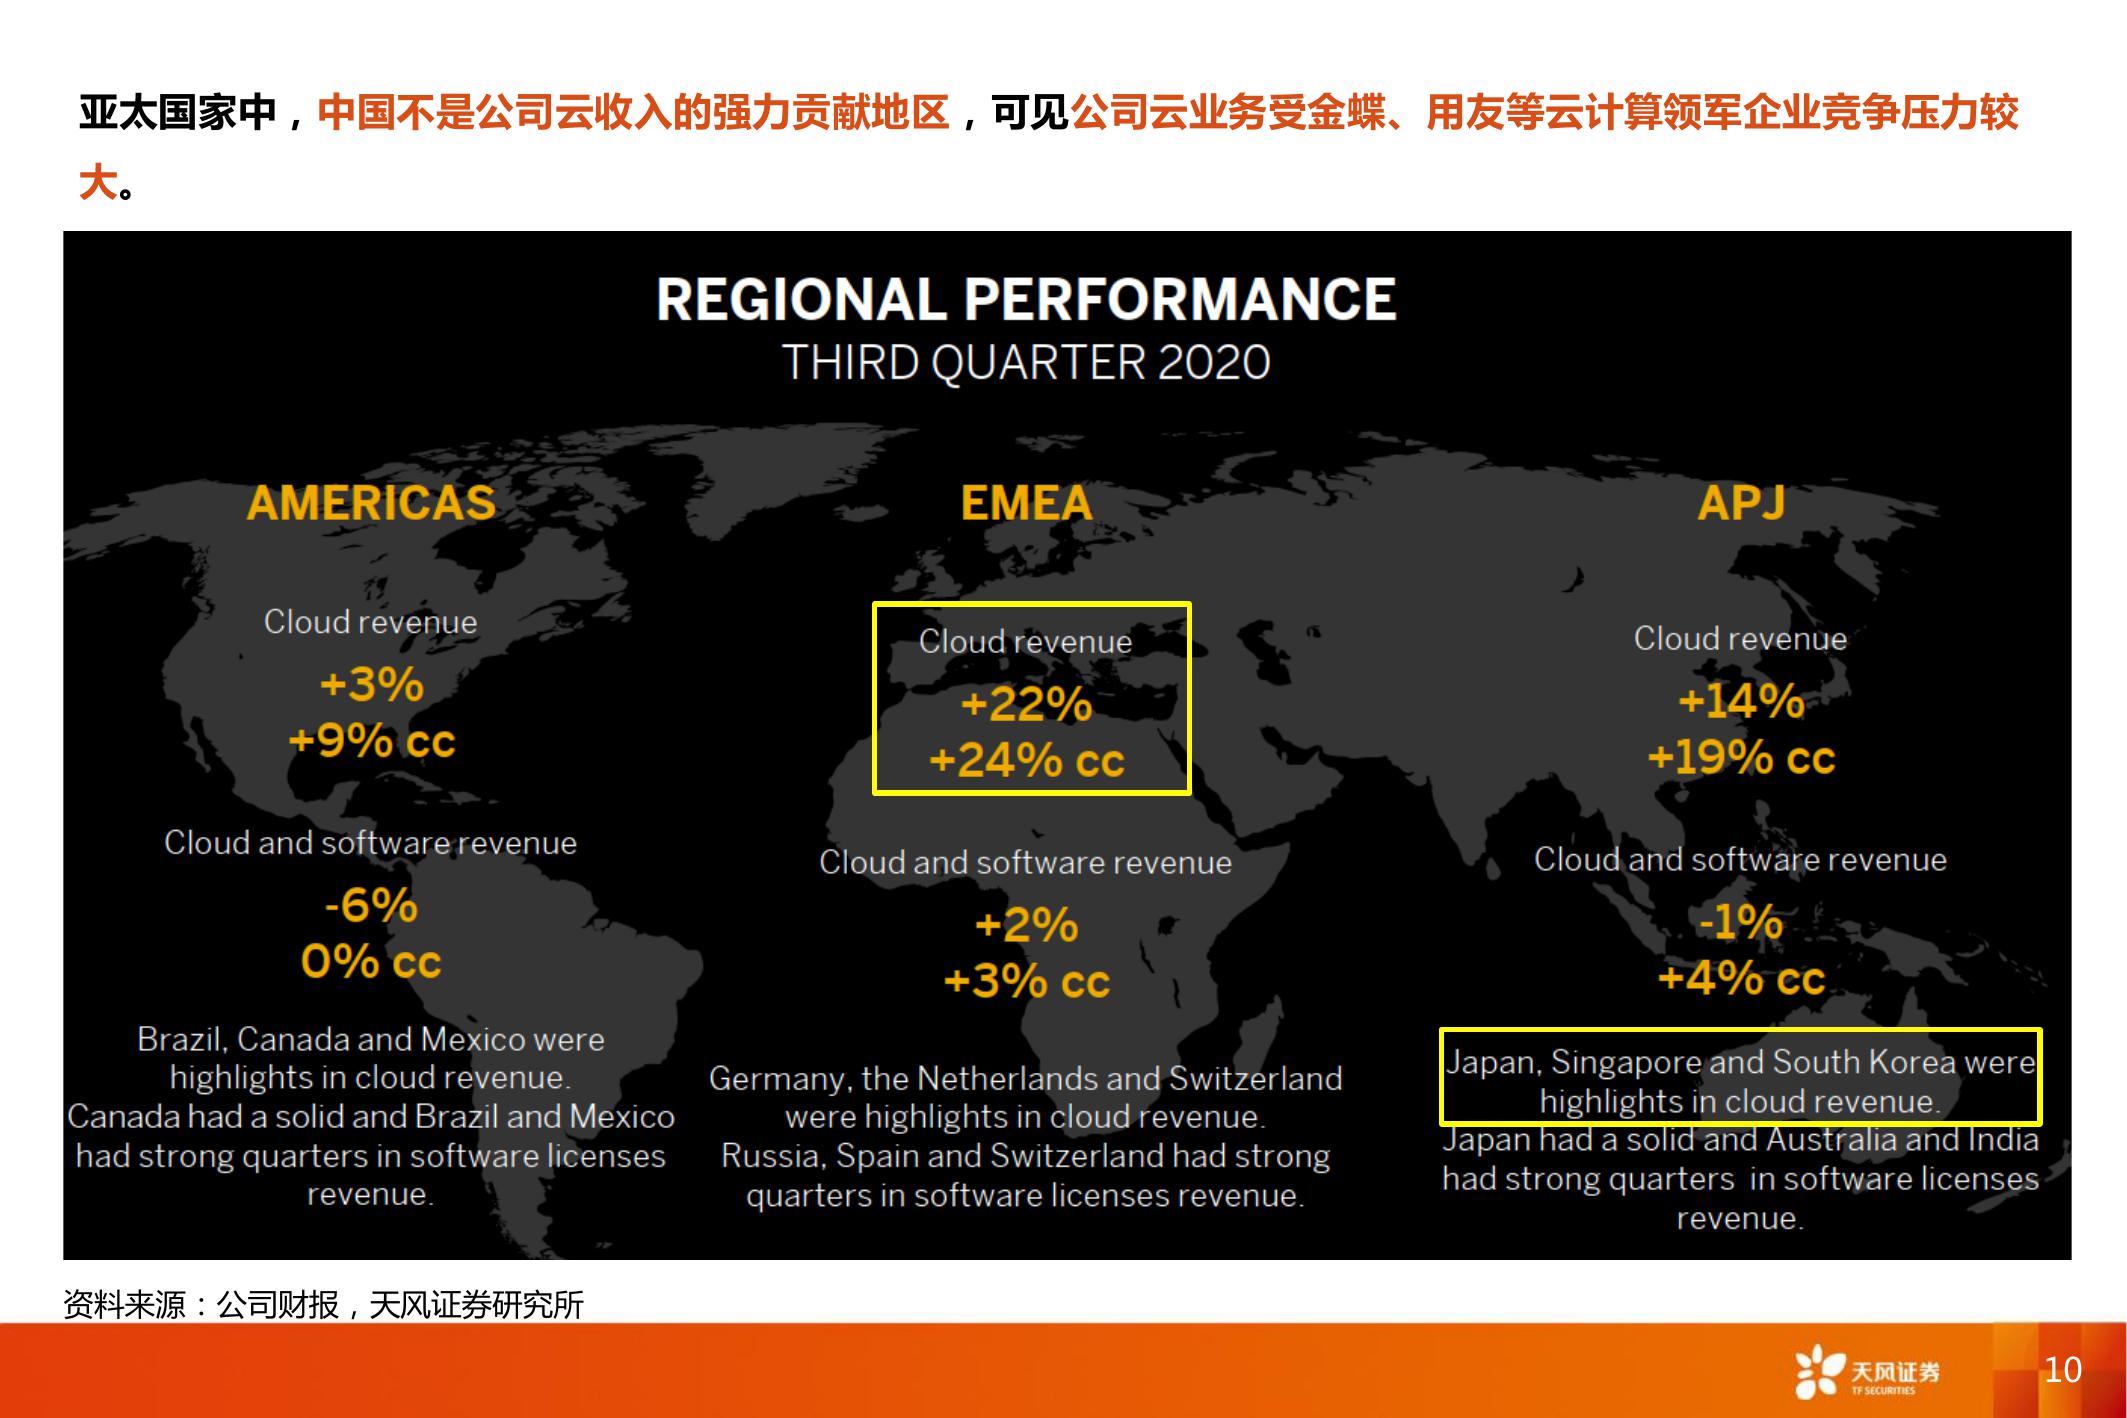 亚太国家中，中国不是公司云收入的强力贡献地区，可见公司云业务受金蝶、用友等云计算领军企业竞争压力较
大。
REGIONAL PERFORMANCE
THIRD QUARTER 2020
AMERICAS
Cloud revenue
+3%
+9% cc
Cloud and software revenue
-6%
0% cc
Brazil, Canada and Mexico were
highlights in cloud revenue.
Canada had a solid and Brazil and Mexico
had strong quarters in software licenses
revenue.
EMEA
Cloud revenue
+22%
+24% cc
Cloud and software revenue
+2%
+3% cc
Germany, the Netherlands and Switzerland
were highlights in cloud revenue.
Russia, Spain and Switzerland had strong
quarters in software licenses revenue.
APJ
Cloud revenue
+14%
+19% cc
Cloud and software revenue
-1%
+4% cc
Japan, Singapore and South Korea were
highlights in cloud revenue.
Japan had a solid and Australia and India
had strong quarters in software licenses
revenue.
资料来源：公司财报，天风证券研究所
天风证券
TF SECURITIES
10